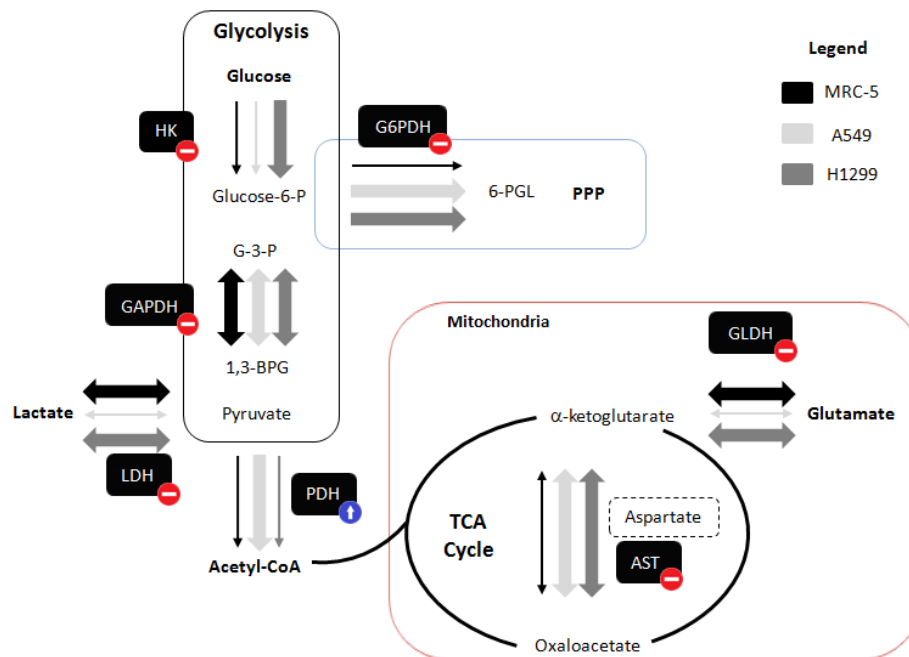 Glycolysis
Legend
Glucose
MRC-5
HK
G6PDH
A549
H1299
Glucose-6-P
6-PGL
PPP
G-3-P
GAPDH
Mitochondria
GLDH
1,3-BPG
Lactate
Pyruvate
α-ketoglutarate
Glutamate
LDH
PDH
TCA
Cycle
Aspartate
AST
Acetyl-CoA
Oxaloacetate